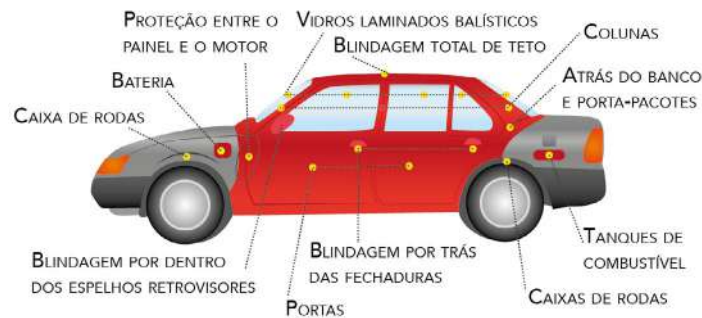 PROTEÇÃO ENTRE O
PAINEL E O MOTOR
VIDROS LAMINADOS BALÍSTICOS
BLINDAGEM TOTAL DE TETO
COLUNAS
BATERIA
ATRÁS DO BANCO
E PORTA-PACOTES
CAIXA DE RODAS
BLINDAGEM POR DENTRO
DOS ESPELHOS RETROVISORES
BLINDAGEM POR TRÁS
DAS FECHADURAS
PORTAS
TANQUES DE
COMBUSTÍVEL
CAIXAS DE RODAS